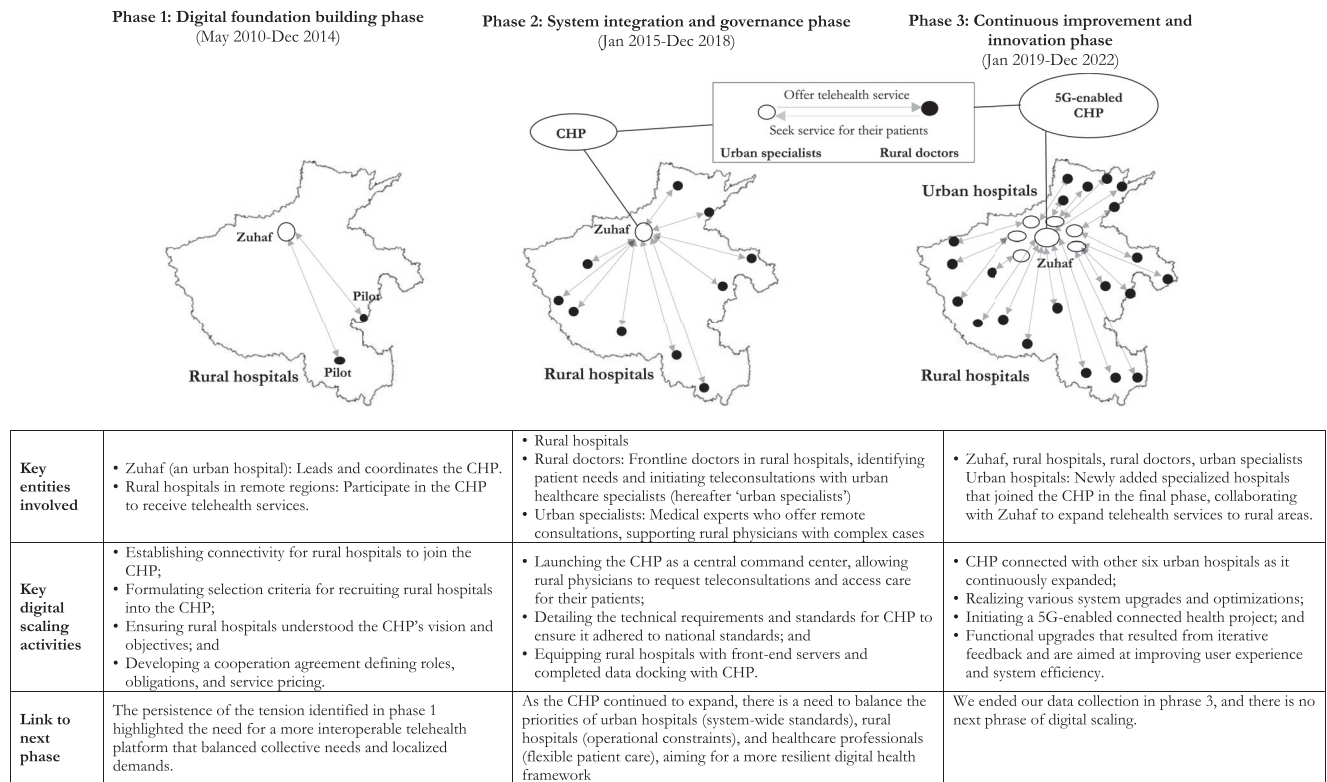 Phase 1: Digital foundation building phase
(May 2010-Dec 2014)
Phase 2: System integration and governance phase
(Jan 2015-Dec 2018)
Phase 3: Continuous improvement and
innovation phase
(Jan 2019-Dec 2022)
Offer telehealth service
Seek service for their patients
Urban specialists
Rural doctors
CHP
5G-enabled
CHP
Zuhaf
Pilot
Pilot
Rural hospitals
Zuhaf
Rural hospitals
Urban hospitals
Zuhaf
Rural hospitals
Key
entities
involved
• Zuhaf (an urban hospital): Leads and coordinates the CHP.
• Rural hospitals in remote regions: Participate in the CHP
to receive telehealth services.
• Rural hospitals
• Rural doctors: Frontline doctors in rural hospitals, identifying
patient needs and initiating teleconsultations with urban
healthcare specialists (hereafter ‘urban specialists’)
• Urban specialists: Medical experts who offer remote
consultations, supporting rural physicians with complex cases
• Zuhaf, rural hospitals, rural doctors, urban specialists
Urban hospitals: Newly added specialized hospitals
that joined the CHP in the final phase, collaborating
with Zuhaf to expand telehealth services to rural areas.
Key
digital
scaling
activities
• Establishing connectivity for rural hospitals to join the
CHP;
• Formulating selection criteria for recruiting rural hospitals
into the CHP;
• Ensuring rural hospitals understood the CHP’s vision and
objectives; and
• Developing a cooperation agreement defining roles,
obligations, and service pricing.
• Launching the CHP as a central command center, allowing
rural physicians to request teleconsultations and access care
for their patients;
• Detailing the technical requirements and standards for CHP to
ensure it adhered to national standards; and
• Equipping rural hospitals with front-end servers and
completed data docking with CHP.
• CHP connected with other six urban hospitals as it
continuously expanded;
• Realizing various system upgrades and optimizations;
• Initiating a 5G-enabled connected health project; and
• Functional upgrades that resulted from iterative
feedback and are aimed at improving user experience
and system efficiency.
Link to
next
phase
The persistence of the tension identified in phase 1
highlighted the need for a more interoperable telehealth
platform that balanced collective needs and localized
demands.
As the CHP continued to expand, there is a need to balance the
priorities of urban hospitals (system-wide standards), rural
hospitals (operational constraints), and healthcare professionals
(flexible patient care), aiming for a more resilient digital health
framework
We ended our data collection in phrase 3, and there is no
next phrase of digital scaling.